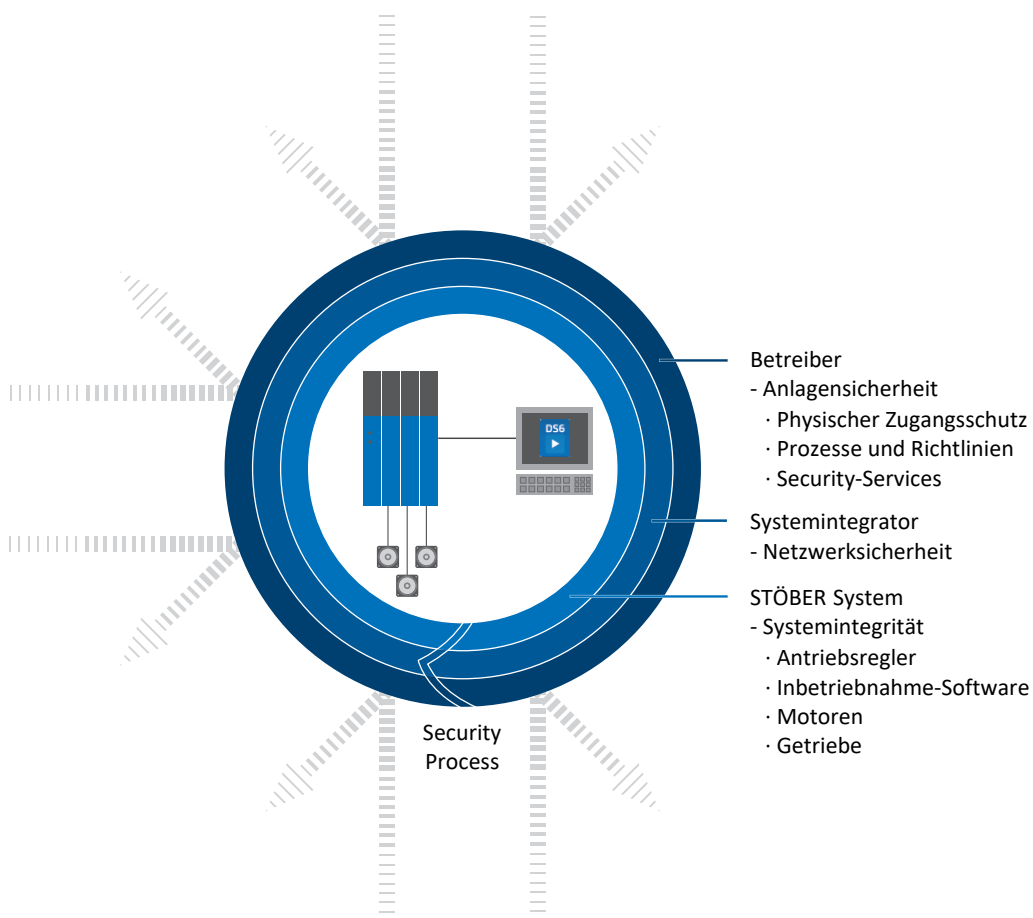 DS6
Betreiber
- Anlagensicherheit
· Physischer Zugangsschutz
· Prozesse und Richtlinien
· Security-Services
Systemintegrator
- Netzwerksicherheit
STÖBER System
- Systemintegrität
· Antriebsregler
· Inbetriebnahme-Software
· Motoren
· Getriebe
Security
Process